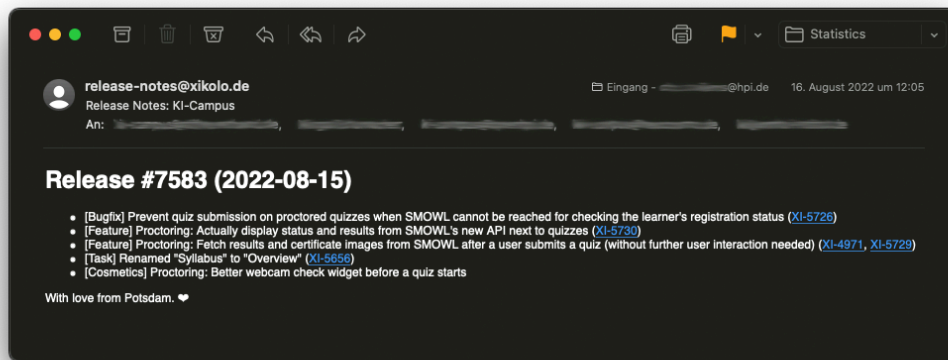 Statistics
release-notes@xikolo.de
Eingang - @hpi.de
16. August 2022 um 12:05
Release Notes: KI-Campus
An: , , , ,
Release #7583 (2022-08-15)
• [Bugfix] Prevent quiz submission on proctored quizzes when SMOWL cannot be reached for checking the learner's registration status (XI-5726)
• [Feature] Proctoring: Actually display status and results from SMOWL's new API next to quizzes (XI-5730)
• [Feature] Proctoring: Fetch results and certificate images from SMOWL after a user submits a quiz (without further user interaction needed) (XI-4971, XI-5729)
• [Task] Renamed "Syllabus" to "Overview" (XI-5656)
• [Cosmetics] Proctoring: Better webcam check widget before a quiz starts
With love from Potsdam. ❤